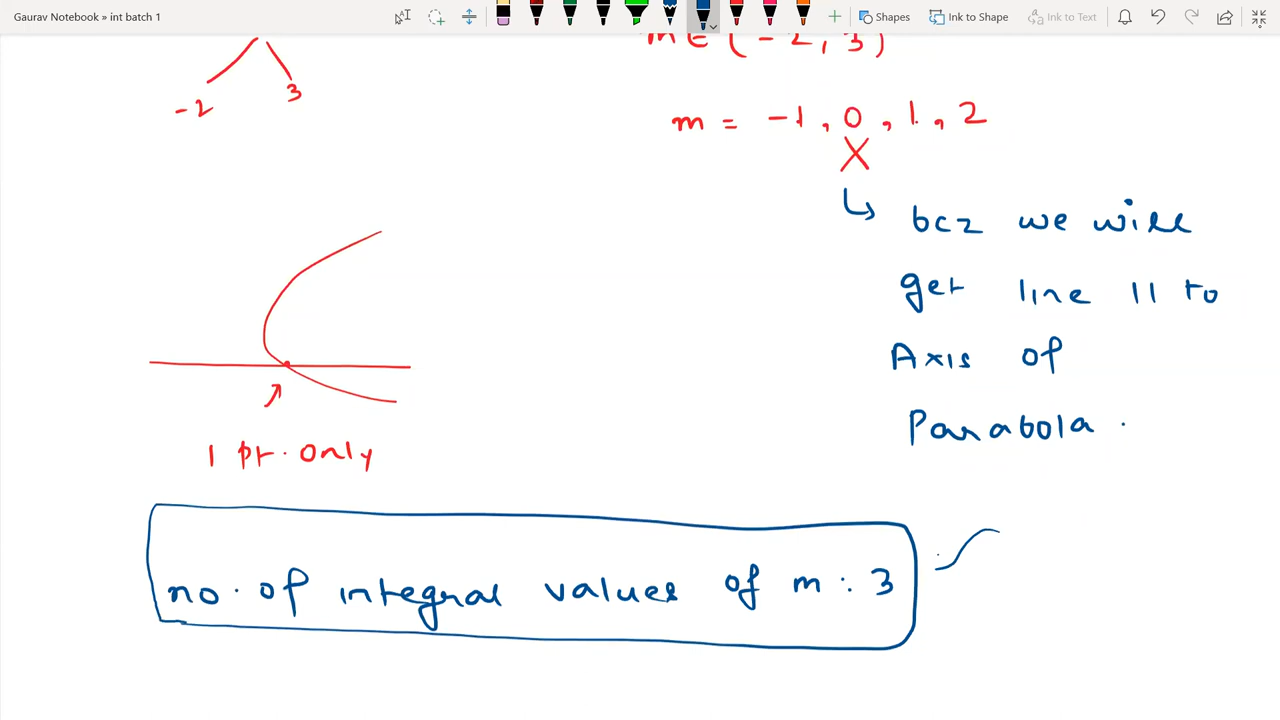 Gaurav Notebook » int batch 1
Shapes
Ink to Shape
Ink to Text
m ∈ (-2, 3)
-2 3
m = -1, 0, 1, 2
X
↳ bcz we will
get line || to
Axis of
Parabola.
1 pt. only
no. of integral values of m : 3